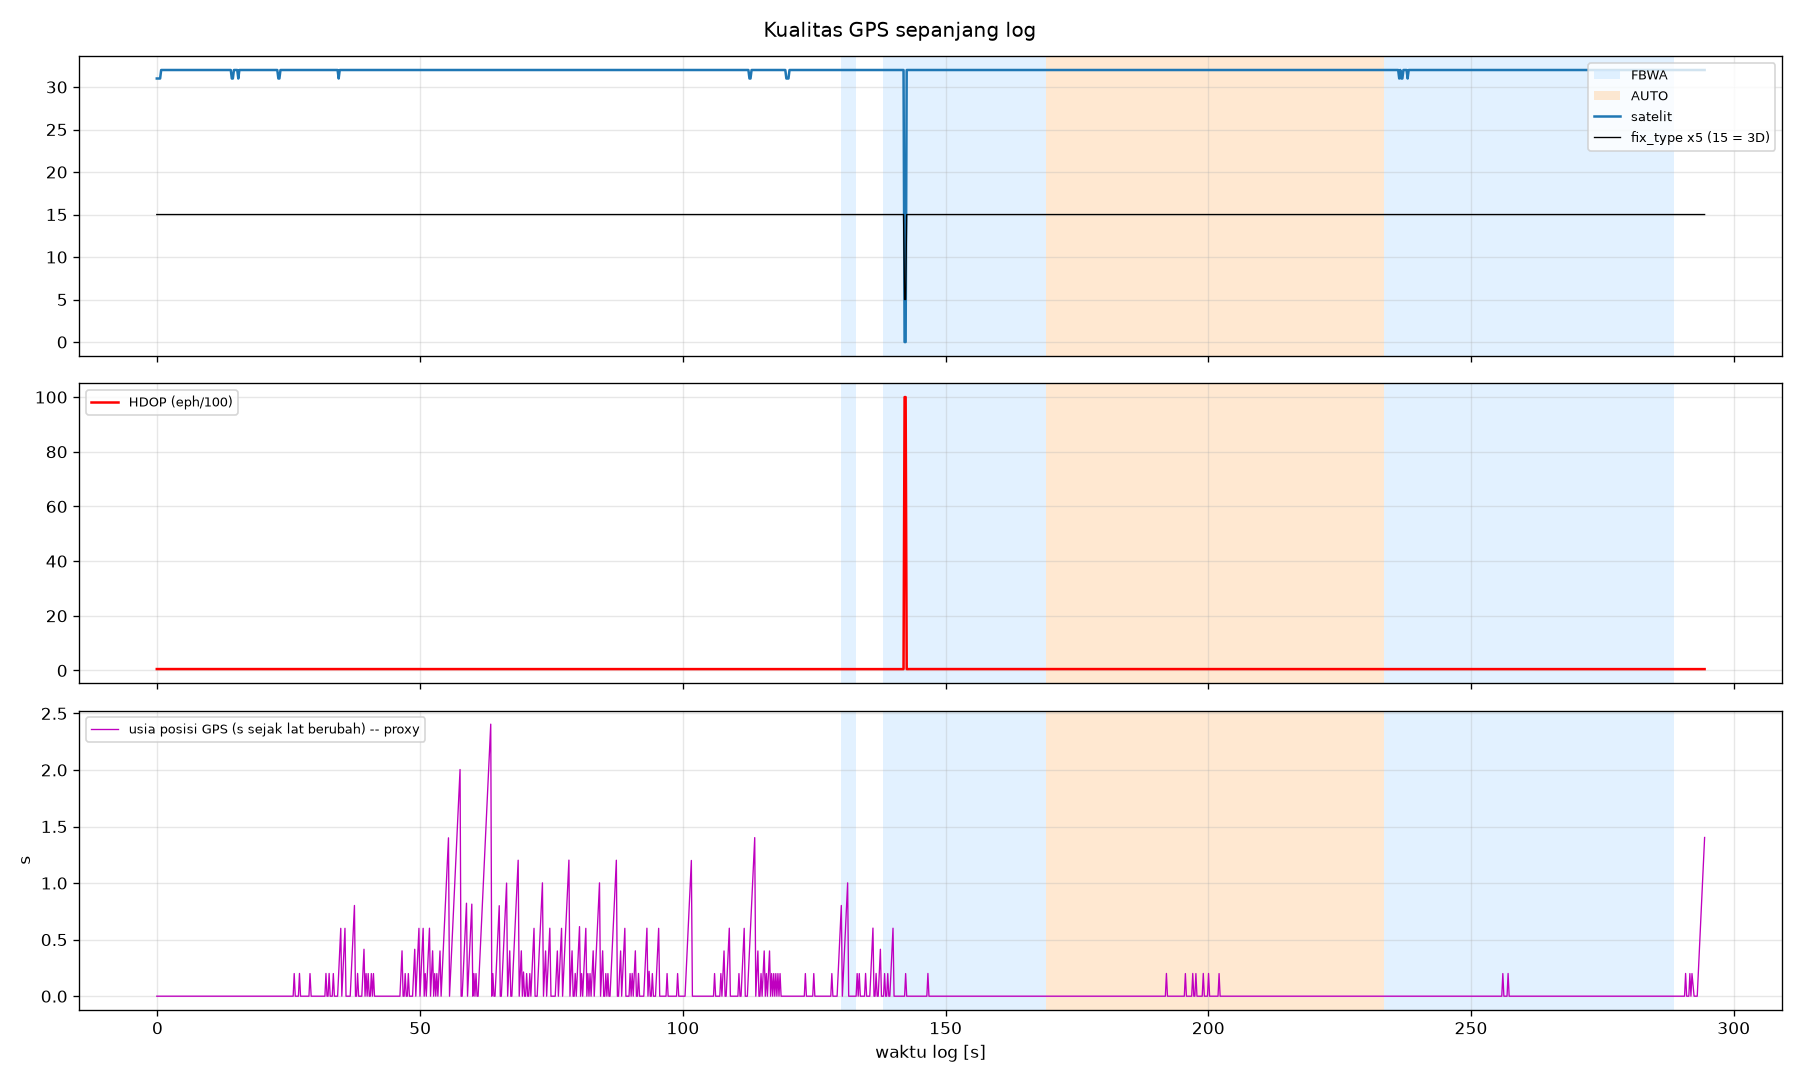 Kualitas GPS sepanjang log
30
25
20
15
10
5
0
FBWA
AUTO
satelit
fix_type x5 (15 = 3D)
100
80
60
40
20
0
HDOP (eph/100)
2.5
2.0
1.5
1.0
0.5
0.0
s
usia posisi GPS (s sejak lat berubah) -- proxy
0 50 100 150 200 250 300
waktu log [s]